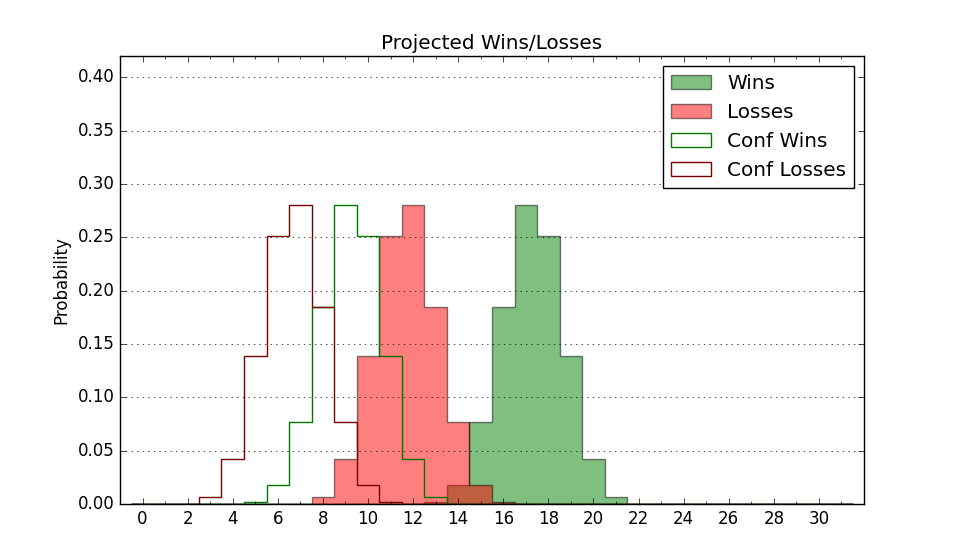 Projected Wins/Losses
Probability
0.40
0.35
0.30
0.25
0.20
0.15
0.10
0.05
0.00
0 2 4 6 8 10 12 14 16 18 20 22 24 26 28 30
Wins
Losses
Conf Wins
Conf Losses